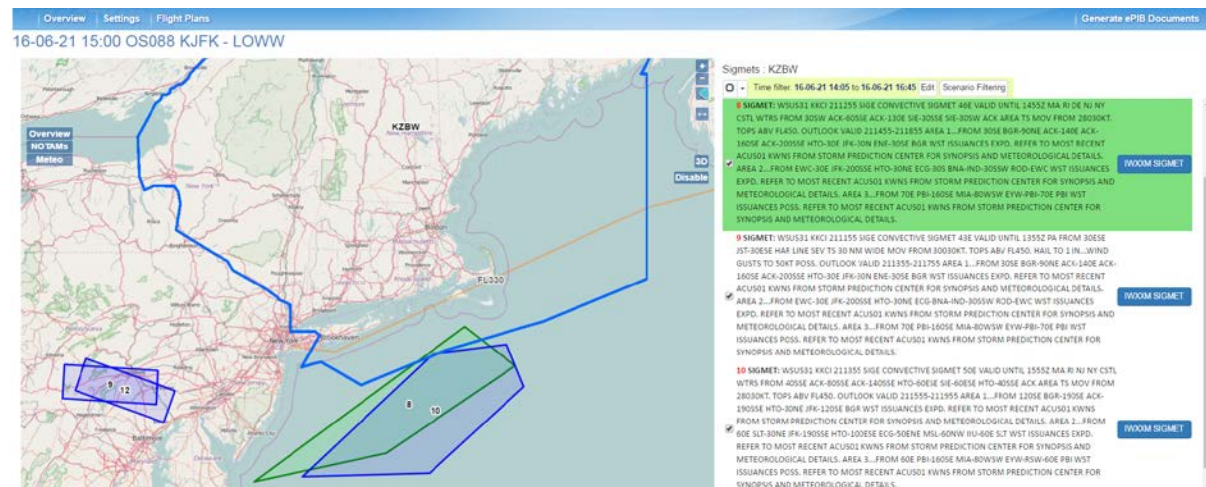 Overview Settings Flight Plans Generate ePIB Documents
16-06-21 15:00 OS088 KJFK - LOWW
Sigmets : KZBW
Time filter: 16-06-21 14:05 to 16-06-21 16:45 Edit Scenario Filtering
8 SIGMET: WSUS31 KKCI 211255 SIGE CONVECTIVE SIGMET 46E VALID UNTIL 1455Z MA RI DE NJ NY
CSTL WTRS FROM 30SW ACK-60SSE ACK-130E SIE-30SSE SIE-30SW ACK AREA TS MOV FROM 28030KT.
TOPS ABV FL450. OUTLOOK VALID 211455-211855 AREA 1...FROM 30SE BGR-90NE ACK-140E ACK-
160SE ACK-200SSE HTO-30E JFK-30N ENE-30SE BGR WST ISSUANCES EXPD. REFER TO MOST RECENT
ACUS01 KWNS FROM STORM PREDICTION CENTER FOR SYNOPSIS AND METEOROLOGICAL DETAILS.
AREA 2...FROM EWC-30E JFK-200SSE HTO-30NE ECG-30S BNA-IND-30SSW ROD-EWC WST ISSUANCES
EXPD. REFER TO MOST RECENT ACUS01 KWNS FROM STORM PREDICTION CENTER FOR SYNOPSIS AND
METEOROLOGICAL DETAILS. AREA 3...FROM 70E PBI-160SE MIA-80WSW EYW-PBI-70E PBI WST
ISSUANCES POSS. REFER TO MOST RECENT ACUS01 KWNS FROM STORM PREDICTION CENTER FOR
SYNOPSIS AND METEOROLOGICAL DETAILS.
IWXXM SIGMET
9 SIGMET: WSUS31 KKCI 211155 SIGE CONVECTIVE SIGMET 43E VALID UNTIL 1355Z PA FROM 30ESE
JST-30ESE HAR LINE SEV TS 30 NM WIDE MOV FROM 30030KT. TOPS ABV FL450. HAIL TO 1 IN...WIND
GUSTS TO 50KT POSS. OUTLOOK VALID 211355-211755 AREA 1...FROM 30SE BGR-90NE ACK-140E ACK-
160SE ACK-200SSE HTO-30E JFK-30N ENE-30SE BGR WST ISSUANCES EXPD. REFER TO MOST RECENT
ACUS01 KWNS FROM STORM PREDICTION CENTER FOR SYNOPSIS AND METEOROLOGICAL DETAILS.
AREA 2...FROM EWC-30E JFK-200SSE HTO-30NE ECG-BNA-IND-30SSW ROD-EWC WST ISSUANCES
EXPD. REFER TO MOST RECENT ACUS01 KWNS FROM STORM PREDICTION CENTER FOR SYNOPSIS AND
METEOROLOGICAL DETAILS. AREA 3...FROM 70E PBI-160SE MIA-80WSW EYW-PBI-70E PBI WST
ISSUANCES POSS. REFER TO MOST RECENT ACUS01 KWNS FROM STORM PREDICTION CENTER FOR
SYNOPSIS AND METEOROLOGICAL DETAILS.
IWXXM SIGMET
10 SIGMET: WSUS31 KKCI 211355 SIGE CONVECTIVE SIGMET 50E VALID UNTIL 1555Z MA RI NJ NY CSTL
WTRS FROM 40SSE ACK-80SSE ACK-140SSE HTO-60ESE SIE-60ESE HTO-40SSE ACK AREA TS MOV FROM
28030KT. TOPS ABV FL450. OUTLOOK VALID 211555-211955 AREA 1...FROM 120SE BGR-190SE ACK-
190SSE HTO-30NE JFK-120SE BGR WST ISSUANCES EXPD. REFER TO MOST RECENT ACUS01 KWNS
FROM STORM PREDICTION CENTER FOR SYNOPSIS AND METEOROLOGICAL DETAILS. AREA 2...FROM
60E SLT-30NE JFK-190SSE HTO-100ESE ECG-50ENE MSL-60NW IIU-60E SLT WST ISSUANCES EXPD.
REFER TO MOST RECENT ACUS01 KWNS FROM STORM PREDICTION CENTER FOR SYNOPSIS AND
METEOROLOGICAL DETAILS. AREA 3...FROM 60E PBI-160SE MIA-80WSW EYW-RSW-60E PBI WST
ISSUANCES POSS. REFER TO MOST RECENT ACUS01 KWNS FROM STORM PREDICTION CENTER FOR
SYNOPSIS AND METEOROLOGICAL DETAILS.
IWXXM SIGMET
Overview
NOTAMs
Meteo
KZBW
3D
Disable
New York
Boston
FL330
New York
Brookhaven
9
12
8
10
Baltimore
Delaware